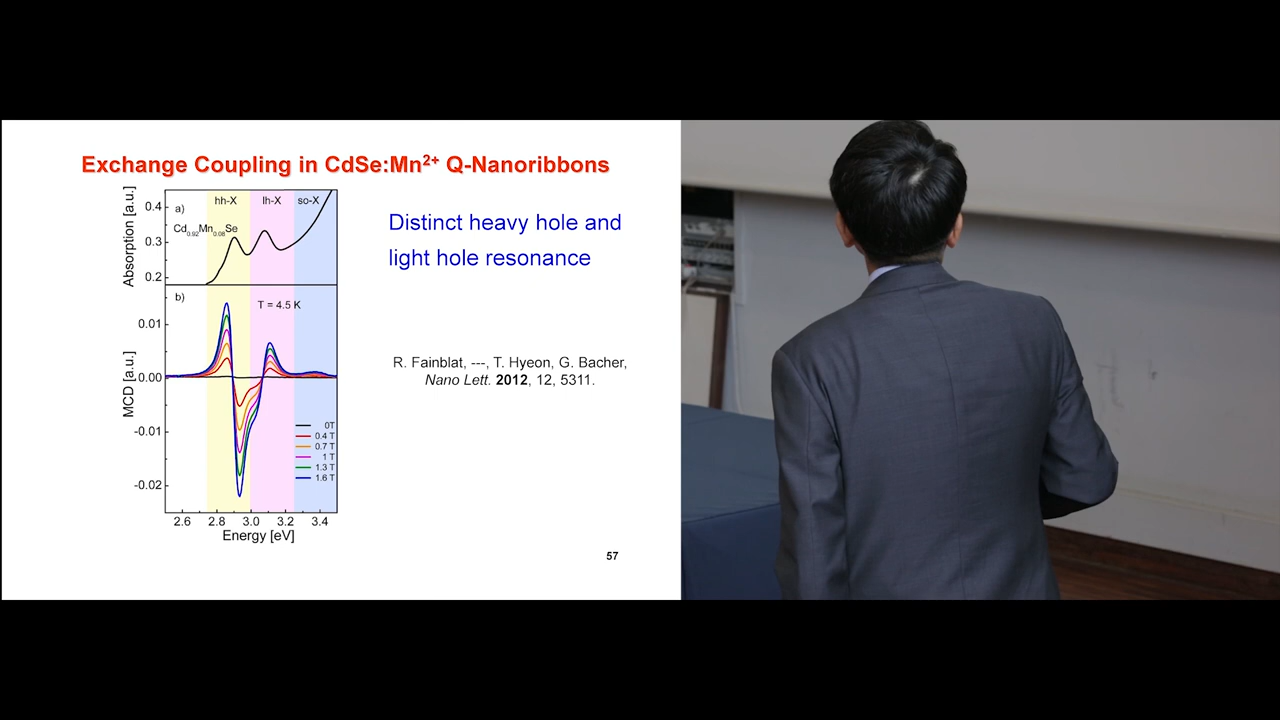 Exchange Coupling in CdSe:Mn²⁺ Q-Nanoribbons
Absorption [a.u.]
0.4
0.3
0.2
a)
hh-X
lh-X
so-X
Cd₀.₉₂Mn₀.₀₈Se
Distinct heavy hole and
light hole resonance
b)
T = 4.5 K
MCD [a.u.]
0.01
0.00
-0.01
-0.02
0T
0.4 T
0.7 T
1 T
1.3 T
1.6 T
2.6 2.8 3.0 3.2 3.4
Energy [eV]
R. Fainblat, ---, T. Hyeon, G. Bacher,
Nano Lett. 2012, 12, 5311.
57